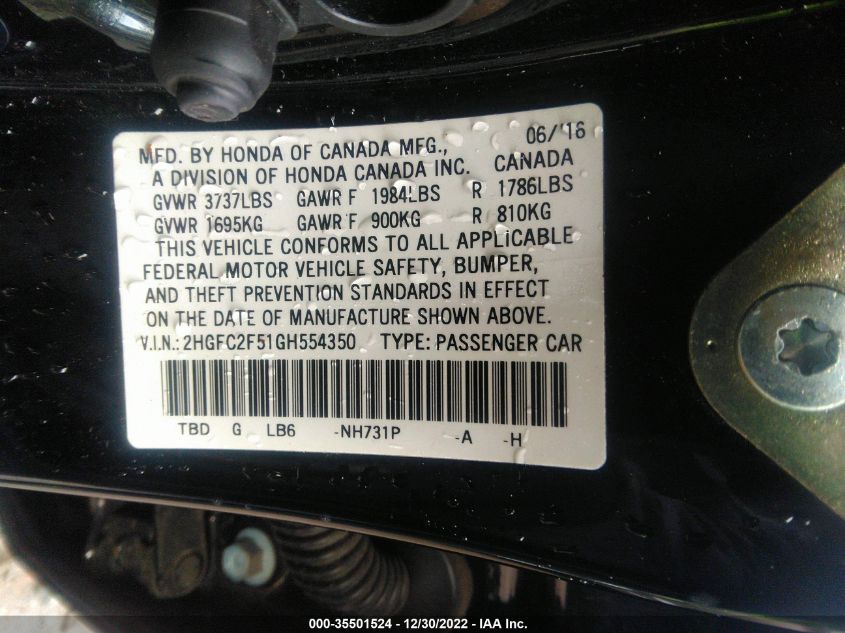 06/'16
MFD. BY HONDA OF CANADA MFG.,
A DIVISION OF HONDA CANADA INC. CANADA
GVWR 3737LBS GAWR F 1984LBS R 1786LBS
GVWR 1695KG GAWR F 900KG R 810KG
THIS VEHICLE CONFORMS TO ALL APPLICABLE
FEDERAL MOTOR VEHICLE SAFETY, BUMPER,
AND THEFT PREVENTION STANDARDS IN EFFECT
ON THE DATE OF MANUFACTURE SHOWN ABOVE.
V.I.N.: 2HGFC2F51GH554350 TYPE: PASSENGER CAR
TBD G LB6 -NH731P -A -H
000-35501524 - 12/30/2022 - IAA Inc.